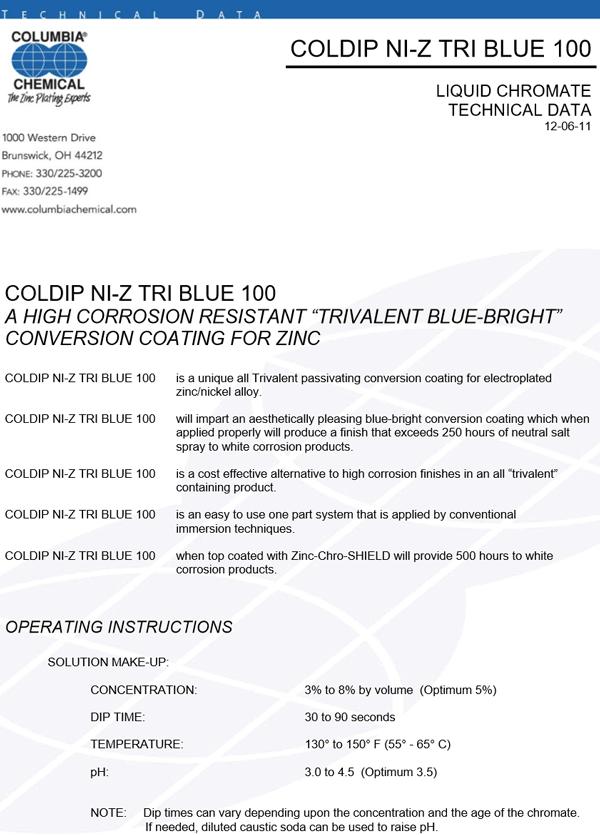 TECHNICAL DATA
COLUMBIA®
CHEMICAL
The Zinc Plating Experts
COLDIP NI-Z TRI BLUE 100
LIQUID CHROMATE
TECHNICAL DATA
12-06-11
1000 Western Drive
Brunswick, OH 44212
PHONE: 330/225-3200
FAX: 330/225-1499
www.columbiachemical.com
COLDIP NI-Z TRI BLUE 100
A HIGH CORROSION RESISTANT “TRIVALENT BLUE-BRIGHT”
CONVERSION COATING FOR ZINC
COLDIP NI-Z TRI BLUE 100 is a unique all Trivalent passivating conversion coating for electroplated
zinc/nickel alloy.
COLDIP NI-Z TRI BLUE 100 will impart an aesthetically pleasing blue-bright conversion coating which when
applied properly will produce a finish that exceeds 250 hours of neutral salt
spray to white corrosion products.
COLDIP NI-Z TRI BLUE 100 is a cost effective alternative to high corrosion finishes in an all “trivalent”
containing product.
COLDIP NI-Z TRI BLUE 100 is an easy to use one part system that is applied by conventional
immersion techniques.
COLDIP NI-Z TRI BLUE 100 when top coated with Zinc-Chro-SHIELD will provide 500 hours to white
corrosion products.
OPERATING INSTRUCTIONS
SOLUTION MAKE-UP:
CONCENTRATION: 3% to 8% by volume (Optimum 5%)
DIP TIME: 30 to 90 seconds
TEMPERATURE: 130° to 150° F (55° - 65° C)
pH: 3.0 to 4.5 (Optimum 3.5)
NOTE: Dip times can vary depending upon the concentration and the age of the chromate.
If needed, diluted caustic soda can be used to raise pH.